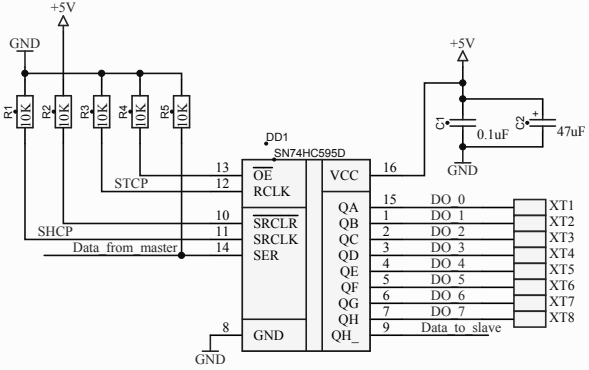 +5V
GND
+5V
R1 10K R2 10K R3 10K R4 10K R5 10K
C1 0.1uF C2 + 47uF
DD1
SN74HC595D
GND
13 OE VCC 16
STCP 12 RCLK
QA 15 DO_0 XT1
10 SRCLR QB 1 DO_1 XT2
SHCP 11 SRCLK QC 2 DO_2 XT3
Data_from_master 14 SER QD 3 DO_3 XT4
QE 4 DO_4 XT5
QF 5 DO_5 XT6
QG 6 DO_6 XT7
QH 7 DO_7 XT8
8 GND QH_ 9 Data_to_slave
GND